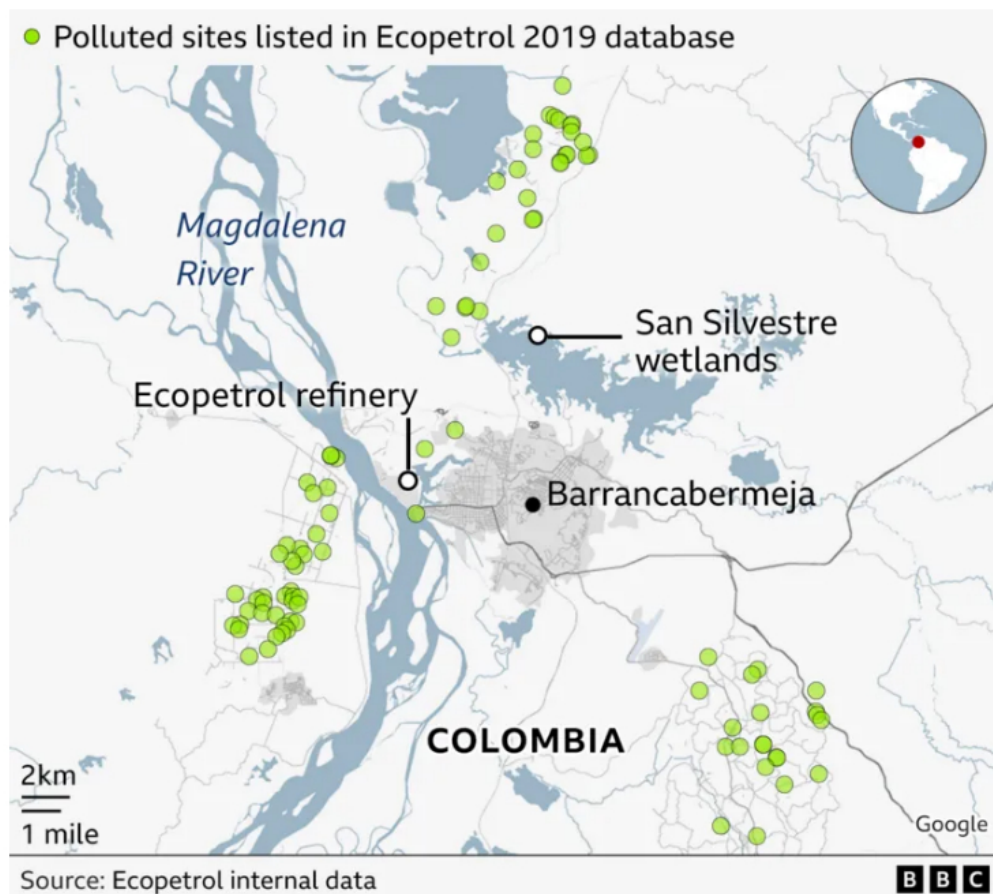 Polluted sites listed in Ecopetrol 2019 database
Magdalena
River
San Silvestre
wetlands
Ecopetrol refinery
Barrancabermeja
COLOMBIA
2km
1 mile
Google
Source: Ecopetrol internal data
BBC